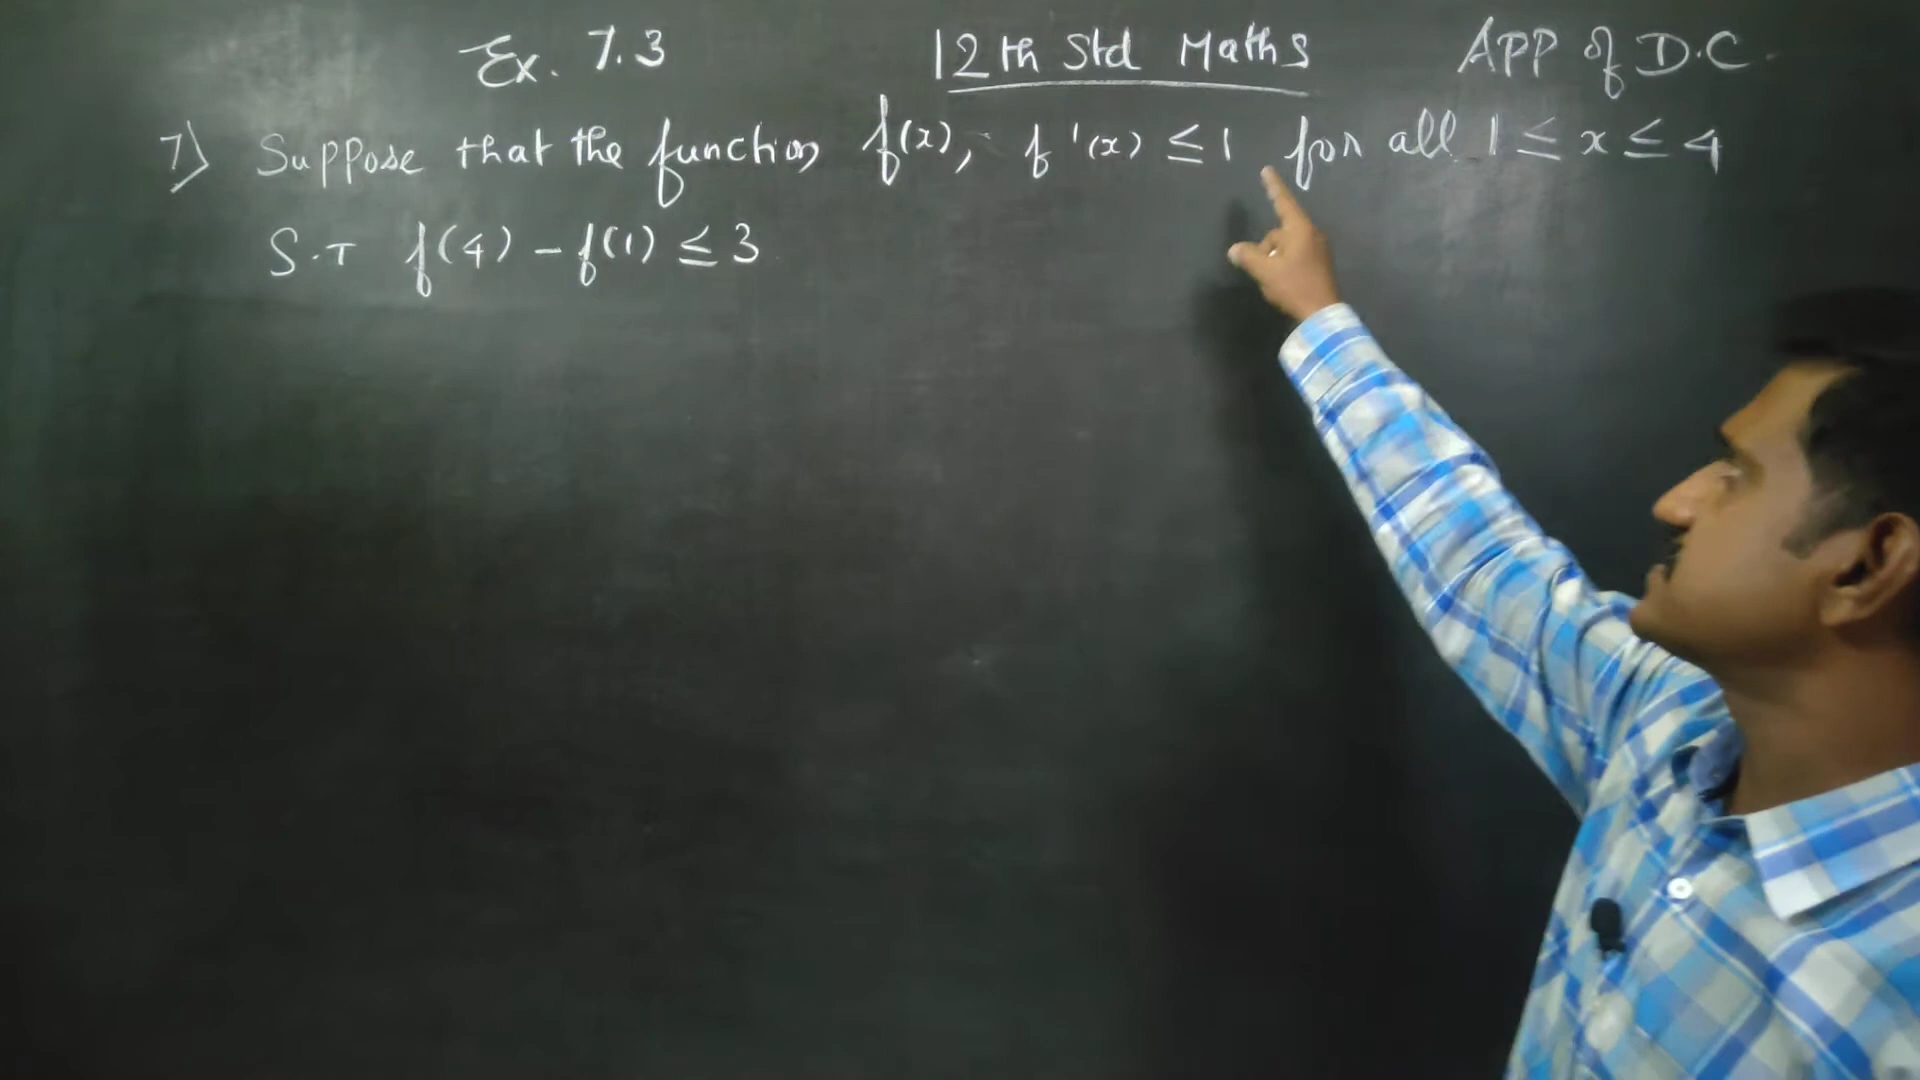 Ex. 7.3 12th Std Maths APP of D.C.
7) Suppose that the function f(x), f'(x) ≤ 1 for all 1 ≤ x ≤ 4
S.T f(4) - f(1) ≤ 3